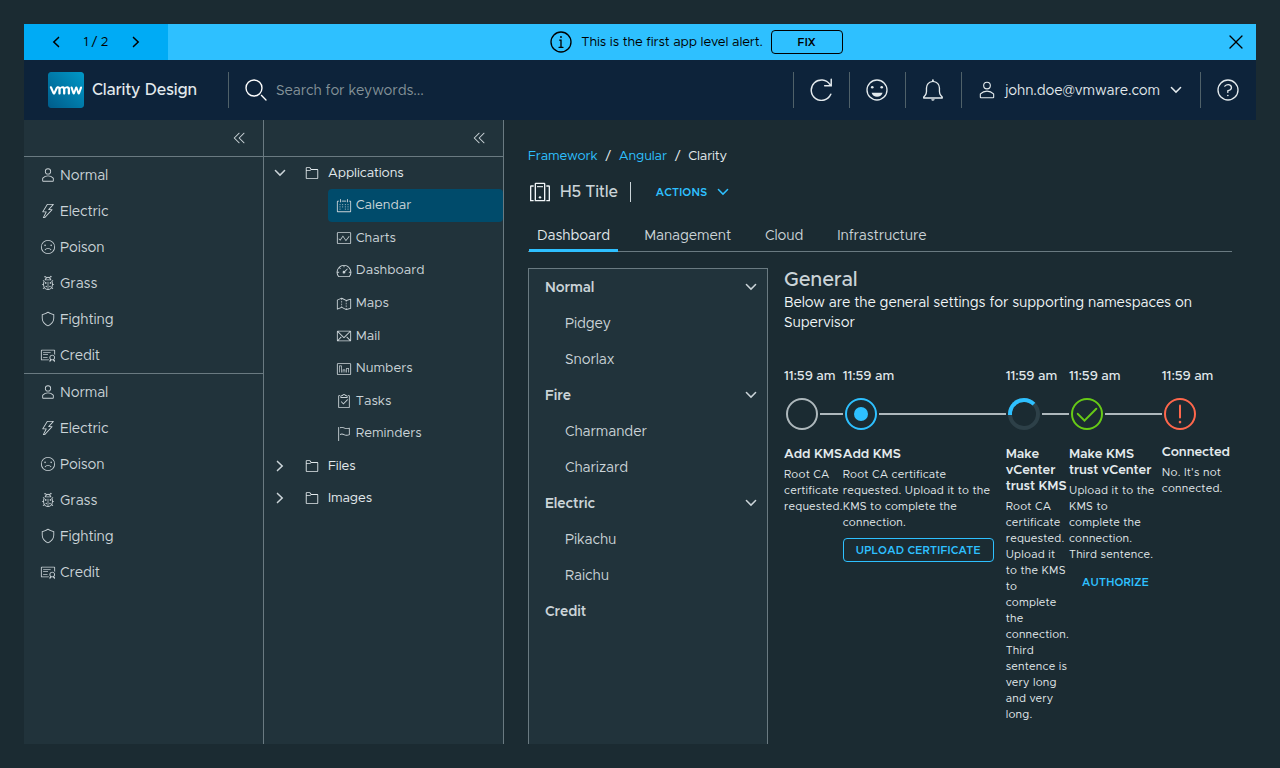 1 / 2
This is the first app level alert. FIX
vmw Clarity Design
Search for keywords...
john.doe@vmware.com
Normal
Electric
Poison
Grass
Fighting
Credit
Normal
Electric
Poison
Grass
Fighting
Credit
Applications
Calendar
Charts
Dashboard
Maps
Mail
Numbers
Tasks
Reminders
Files
Images
Framework / Angular / Clarity
H5 Title ACTIONS
Dashboard Management Cloud Infrastructure
Normal
Pidgey
Snorlax
Fire
Charmander
Charizard
Electric
Pikachu
Raichu
Credit
General
Below are the general settings for supporting namespaces on
Supervisor
11:59 am
Add KMS
Root CA
certificate
requested.
11:59 am
Add KMS
Root CA certificate
requested. Upload it to the
KMS to complete the
connection.
UPLOAD CERTIFICATE
11:59 am
Make
vCenter
trust KMS
Root CA
certificate
requested.
Upload it
to the KMS
to
complete
the
connection.
Third
sentence is
very long
and very
long.
11:59 am
Make KMS
trust vCenter
Upload it to the
KMS to
complete the
connection.
Third sentence.
AUTHORIZE
11:59 am
Connected
No. It's not
connected.